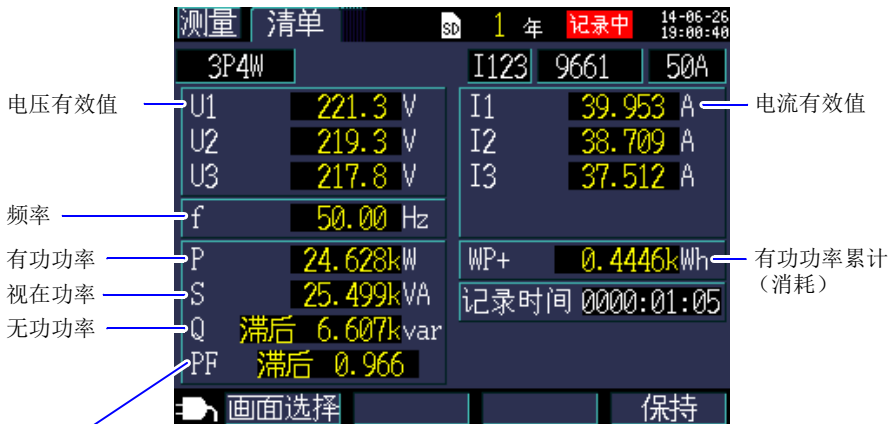 测量 清单 SD 1 年 记录中 14-06-26
19:00:40
3P4W I123 9661 50A
电压有效值 U1 221.3 V I1 39.953 A 电流有效值
U2 219.3 V I2 38.709 A
U3 217.8 V I3 37.512 A
频率 f 50.00 Hz
有功功率 P 24.628kW WP+ 0.4446kWh 有功功率累计
（消耗）
视在功率 S 25.499kVA 记录时间 0000:01:05
无功功率 Q 滞后 6.607kvar
PF 滞后 0.966
画面选择 保持